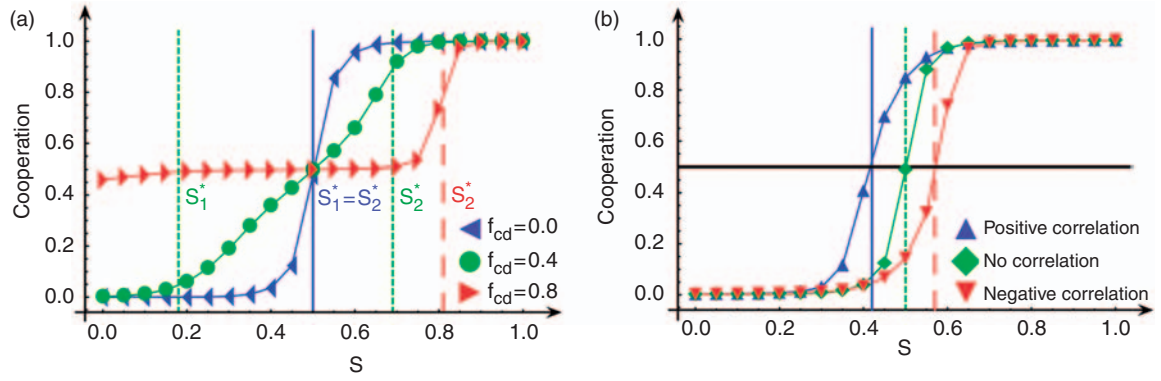 (a)
Cooperation
1.0
0.8
0.6
0.4
0.2
0.0
S*1
S*1=S*2
S*2
S*2
fcd=0.0
fcd=0.4
fcd=0.8
0.0 0.2 0.4 0.6 0.8 1.0
S
(b)
Cooperation
1.0
0.8
0.6
0.4
0.2
0.0
Positive correlation
No correlation
Negative correlation
0.0 0.2 0.4 0.6 0.8 1.0
S